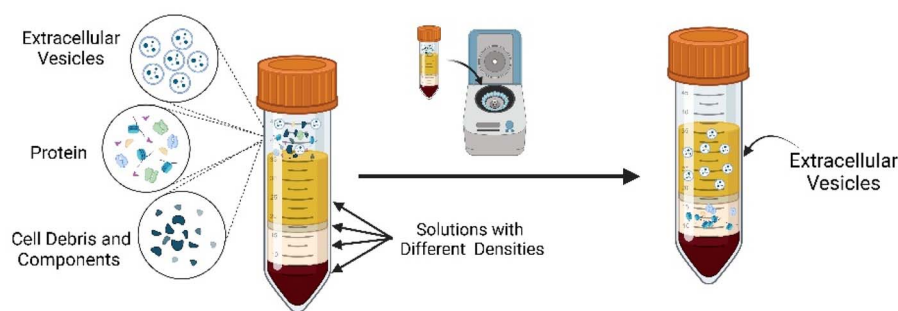 Extracellular
Vesicles
Protein
Cell Debris and
Components
Solutions with
Different Densities
Extracellular
Vesicles